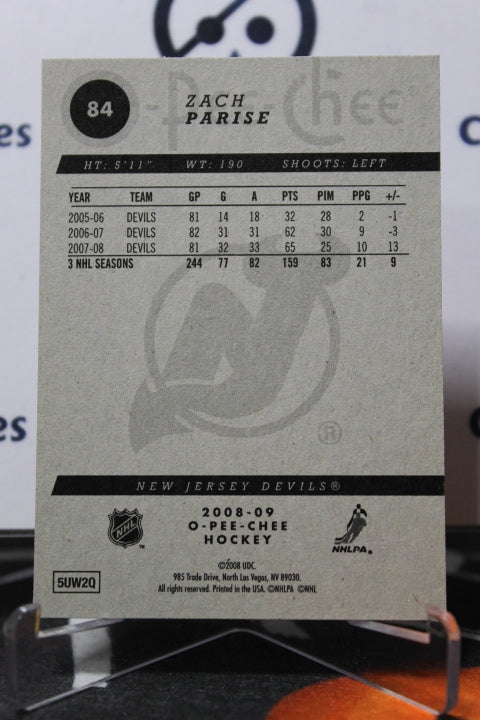 O-Pee-Chee®
84
ZACH
PARISE
HT: 5'11" WT: 190 SHOOTS: LEFT
YEAR TEAM GP G A PTS PIM PPG +/-
2005-06 DEVILS 81 14 18 32 28 2 -1
2006-07 DEVILS 82 31 31 62 30 9 -3
2007-08 DEVILS 81 32 33 65 25 10 13
3 NHL SEASONS 244 77 82 159 83 21 9
®
NEW JERSEY DEVILS®
NHL
TM
2008-09
O-PEE-CHEE
HOCKEY
NHLPA®
©2008 UDC.
985 Trade Drive, North Las Vegas, NV 89030.
All rights reserved. Printed in the USA. ©NHLPA ©NHL
5UW2Q